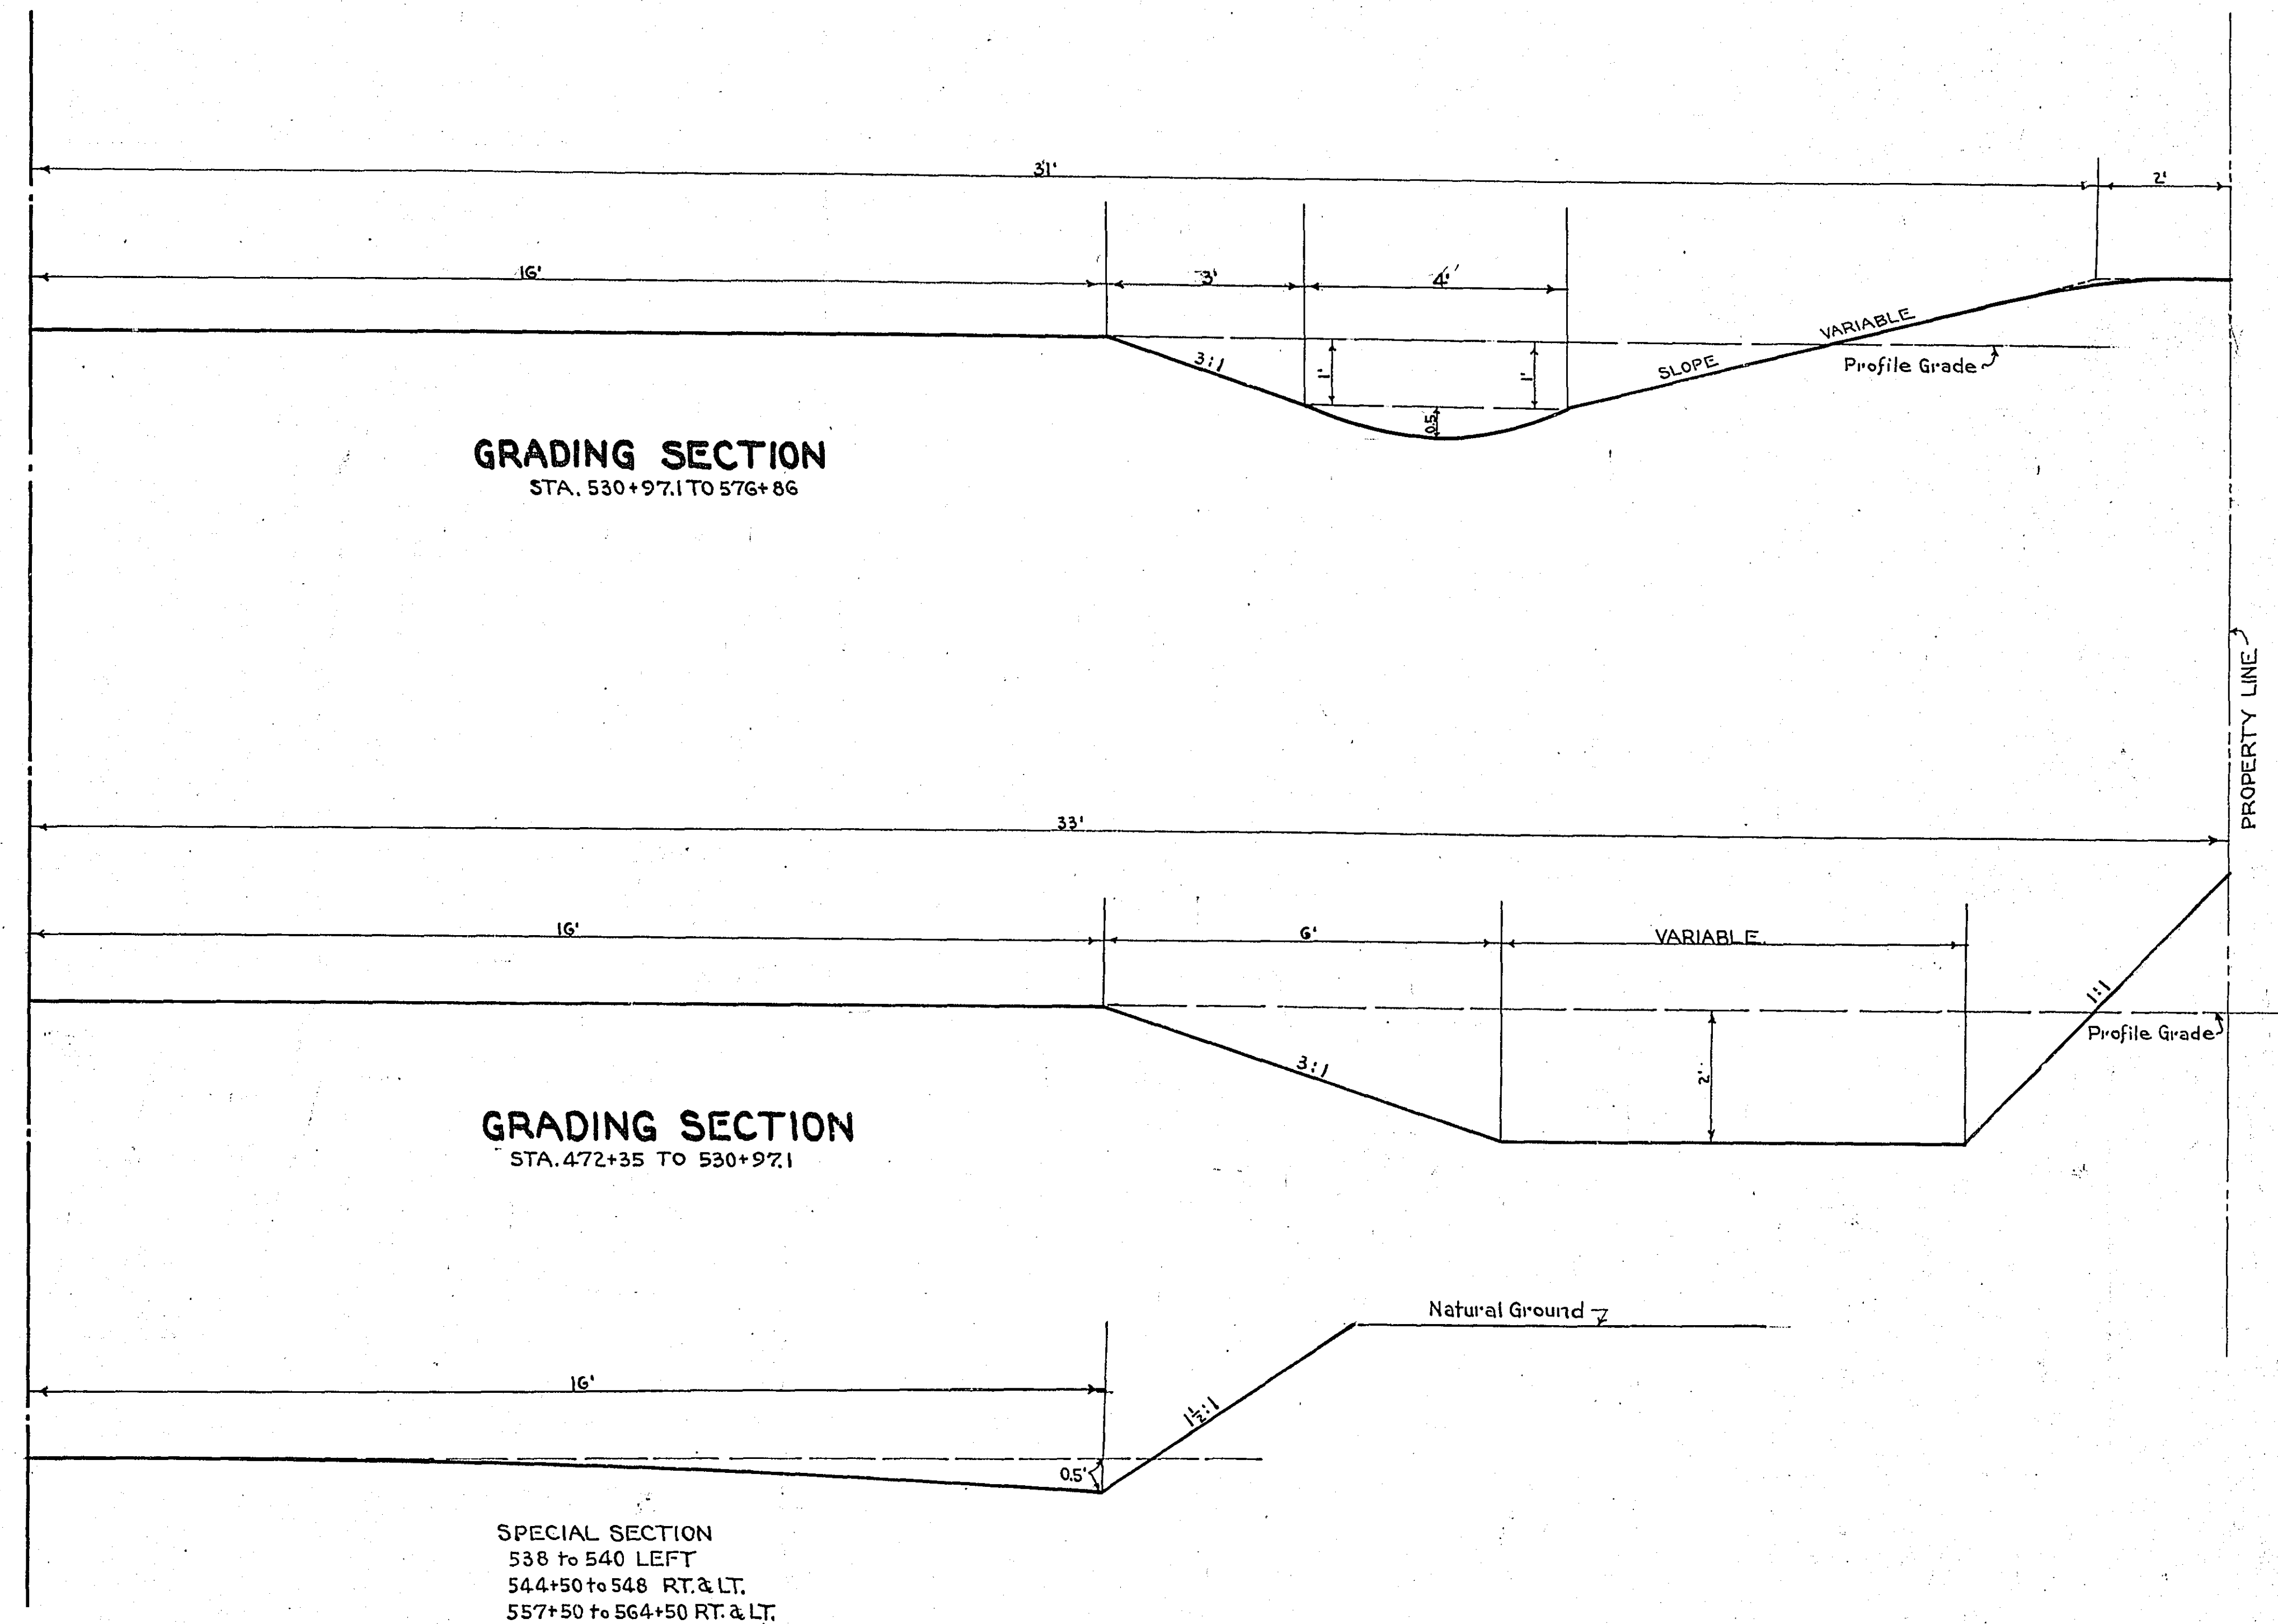 31'
2'
16'
3'
4'
3:1
1'
1'
0.5
SLOPE
VARIABLE
Profile Grade
GRADING SECTION
STA. 530+97.1 TO 576+86
PROPERTY LINE
33'
16'
6'
VARIABLE
3:1
2'
1:1
Profile Grade
GRADING SECTION
STA. 472+35 TO 530+97.1
Natural Ground
16'
1½:1
0.5'
SPECIAL SECTION
538 to 540 LEFT
544+50 to 548 RT. & LT.
557+50 to 564+50 RT. & LT.